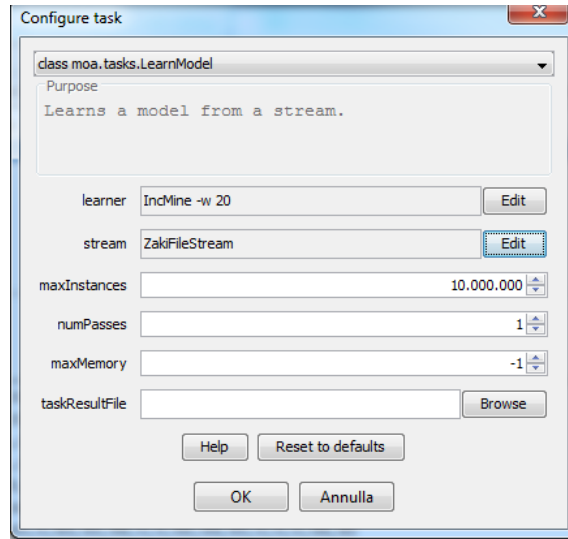 Configure task
class moa.tasks.LearnModel
Purpose
Learns a model from a stream.
learner IncMine -w 20 Edit
stream ZakiFileStream Edit
maxInstances 10.000.000
numPasses 1
maxMemory -1
taskResultFile Browse
Help Reset to defaults
OK Annulla